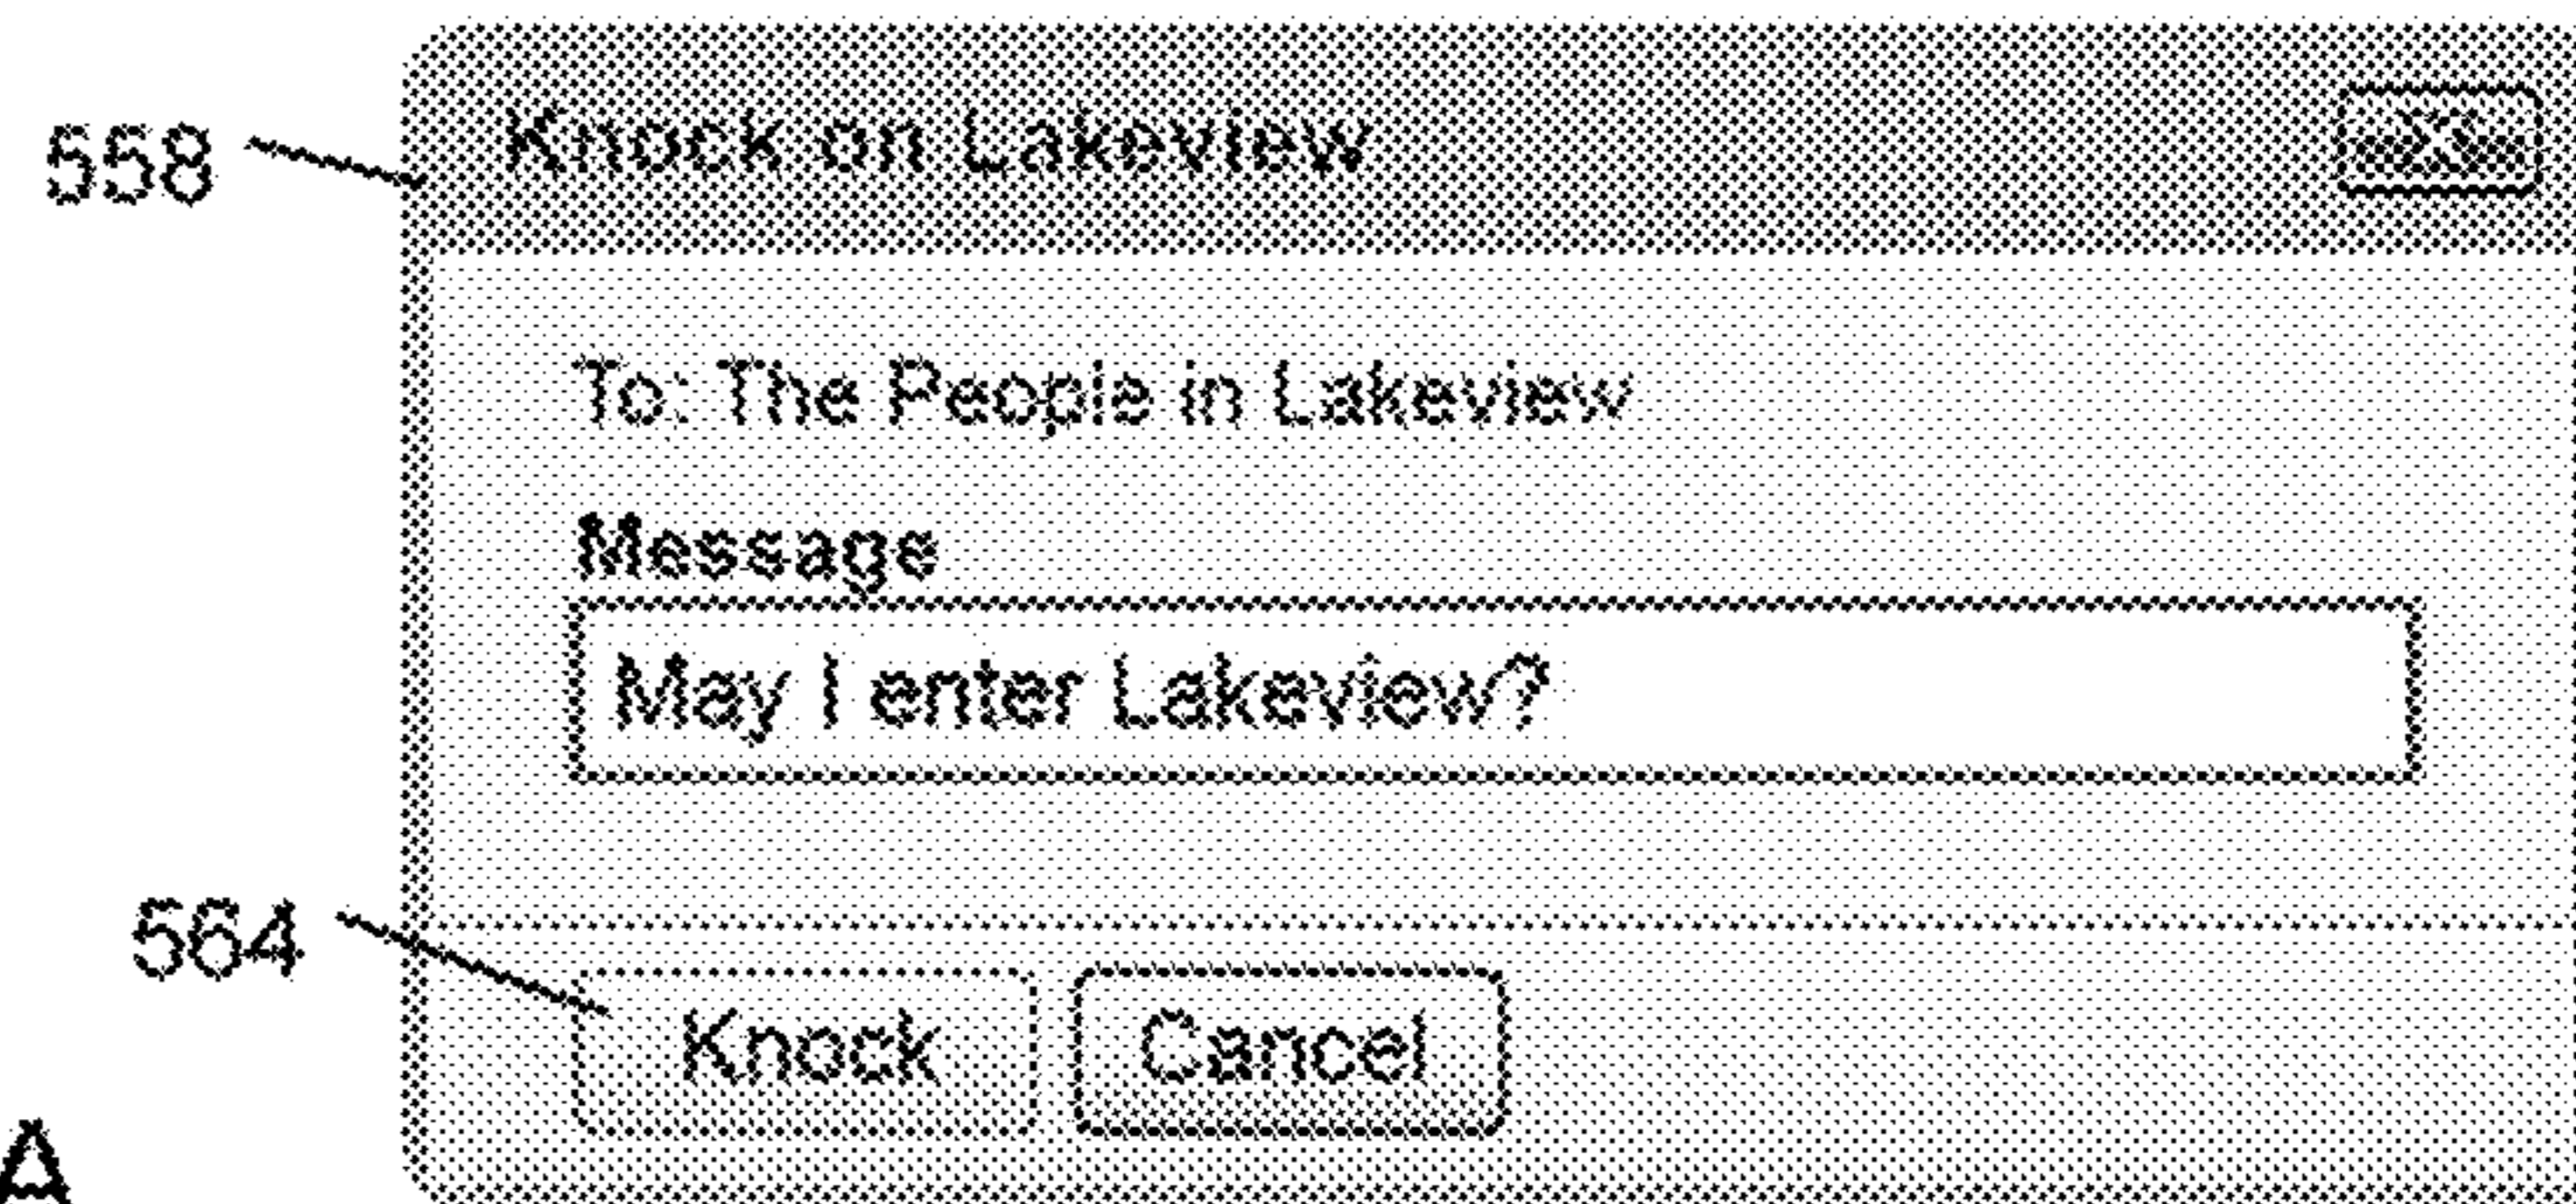 558
Knock on Lakeview
X
To: The People in Lakeview
Message
May I enter Lakeview?
564
Knock Cancel
A